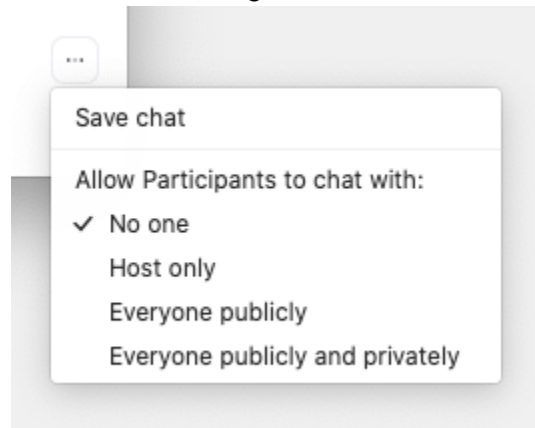 ...
Save chat
Allow Participants to chat with:
✓ No one
Host only
Everyone publicly
Everyone publicly and privately